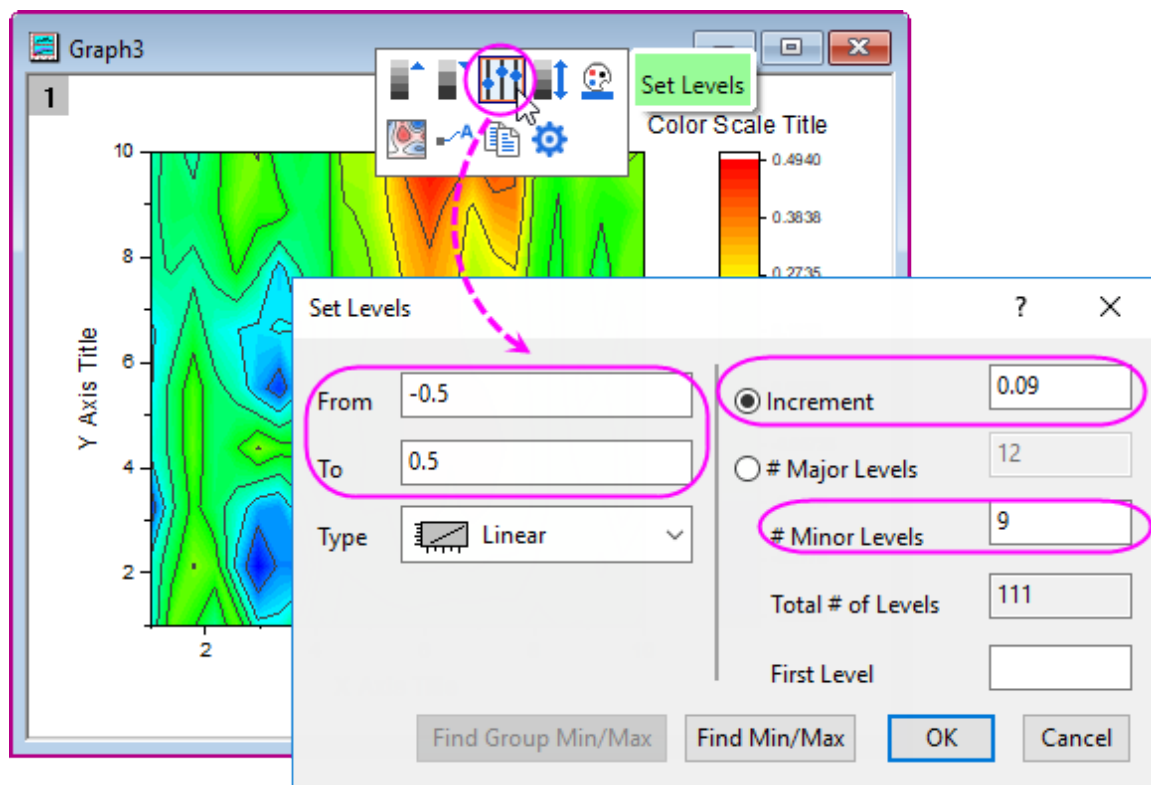 Graph3
1
Set Levels
Color Scale Title
10
8
6
4
2
Y Axis Title
2
0.4940
0.3838
0.2735
Set Levels
?
From -0.5
To 0.5
Type Linear
Increment 0.09
# Major Levels 12
# Minor Levels 9
Total # of Levels 111
First Level
Find Group Min/Max Find Min/Max OK Cancel